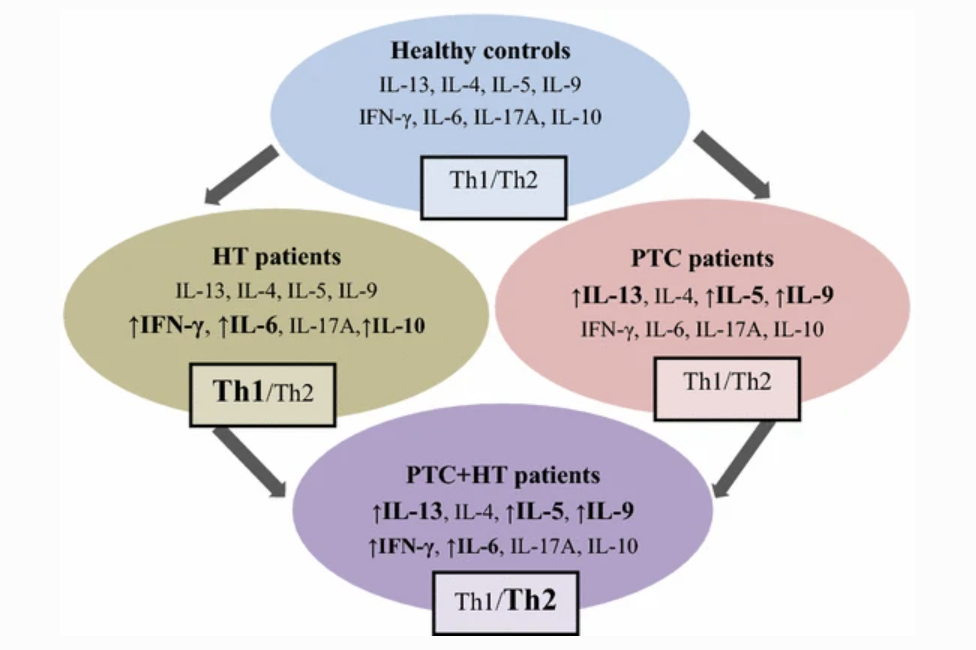 Healthy controls
IL-13, IL-4, IL-5, IL-9
IFN-γ, IL-6, IL-17A, IL-10
Th1/Th2
HT patients
IL-13, IL-4, IL-5, IL-9
↑IFN-γ, ↑IL-6, IL-17A,↑IL-10
Th1/Th2
PTC patients
↑IL-13, IL-4, ↑IL-5, ↑IL-9
IFN-γ, IL-6, IL-17A, IL-10
Th1/Th2
PTC+HT patients
↑IL-13, IL-4, ↑IL-5, ↑IL-9
↑IFN-γ, ↑IL-6, IL-17A, IL-10
Th1/Th2